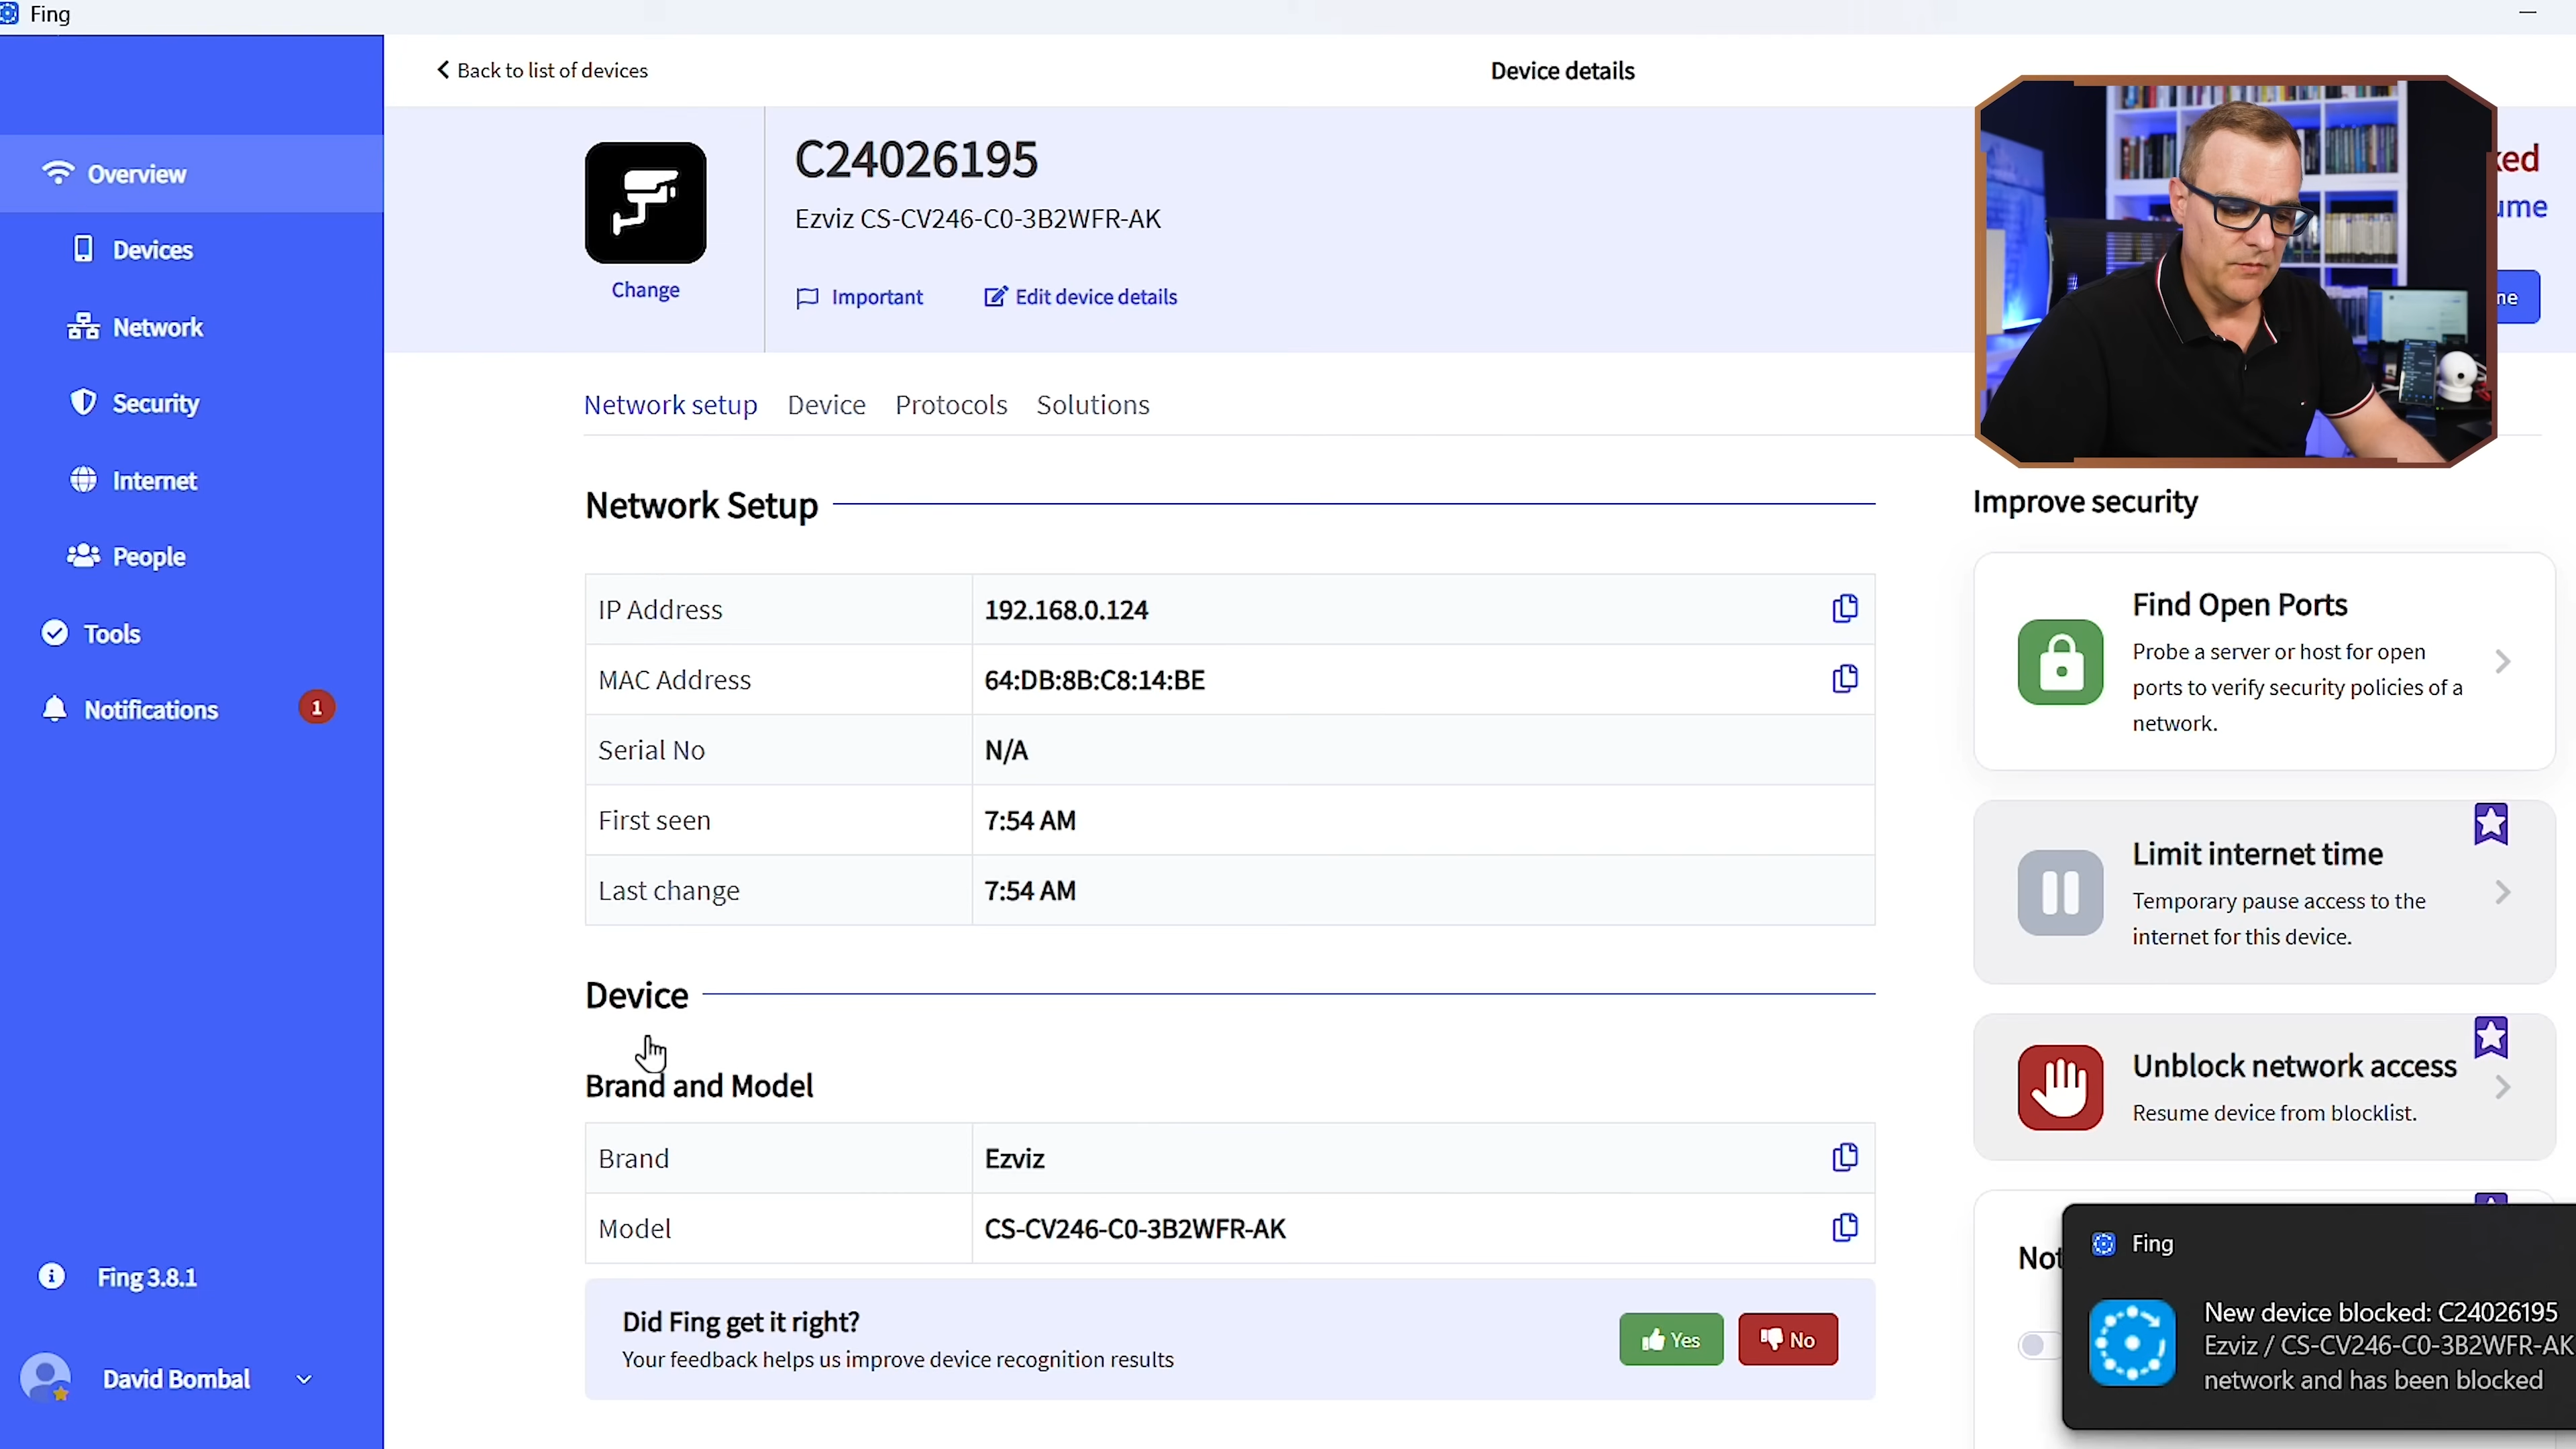 Fing
Back to list of devices
Device details
Overview
Devices
Network
Security
Internet
People
Tools
Notifications
1
Fing 3.8.1
David Bombal
C24026195
Ezviz CS-CV246-C0-3B2WFR-AK
Change
Important
Edit device details
Network setup
Device
Protocols
Solutions
Network Setup
IP Address
192.168.0.124
MAC Address
64:DB:8B:C8:14:BE
Serial No
N/A
First seen
7:54 AM
Last change
7:54 AM
Device
Brand and Model
Brand
Ezviz
Model
CS-CV246-C0-3B2WFR-AK
Did Fing get it right?
Your feedback helps us improve device recognition results
Yes
No
Improve security
Find Open Ports
Probe a server or host for open
ports to verify security policies of a
network.
Limit internet time
Temporary pause access to the
internet for this device.
Unblock network access
Resume device from blocklist.
Fing
New device blocked: C24026195
Ezviz / CS-CV246-C0-3B2WFR-AK
network and has been blocked